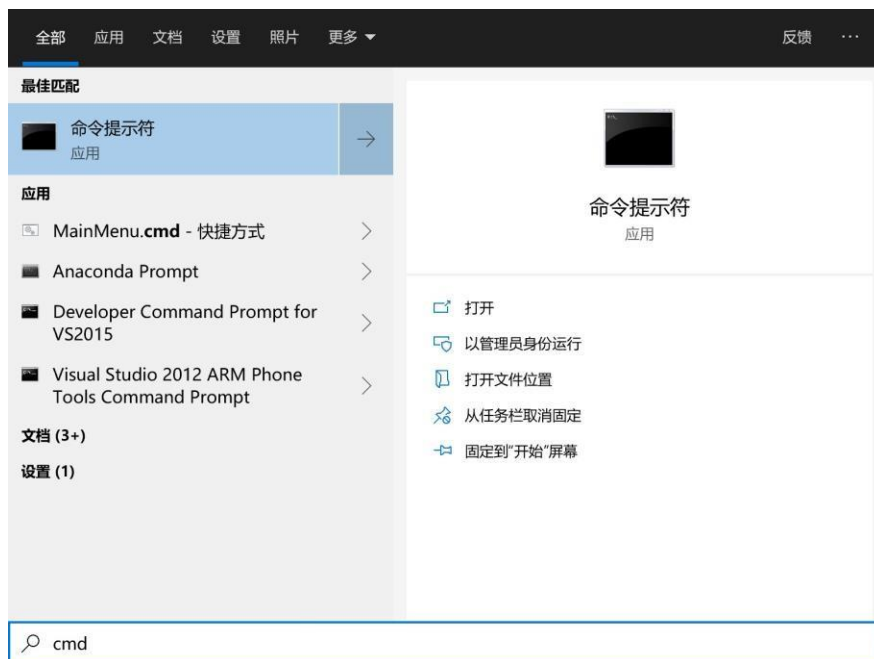 全部 应用 文档 设置 照片 更多 反馈 ···
最佳匹配
命令提示符
应用
应用
MainMenu.cmd - 快捷方式
Anaconda Prompt
Developer Command Prompt for
VS2015
Visual Studio 2012 ARM Phone
Tools Command Prompt
文档 (3+)
设置 (1)
命令提示符
应用
打开
以管理员身份运行
打开文件位置
从任务栏取消固定
固定到"开始"屏幕
cmd